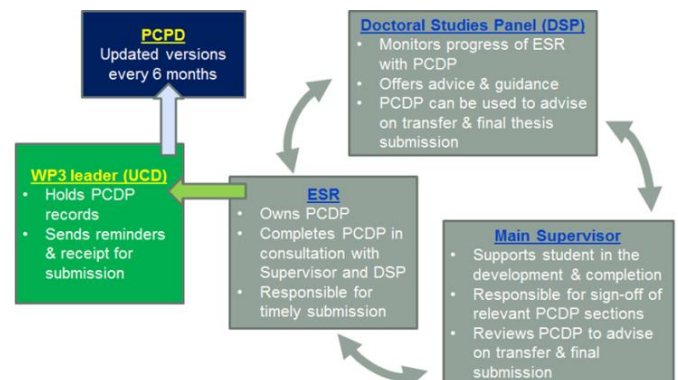 PCPD
Updated versions
every 6 months
Doctoral Studies Panel (DSP)
• Monitors progress of ESR
with PCDP
• Offers advice & guidance
• PCDP can be used to advise
on transfer & final thesis
submission
WP3 leader (UCD)
• Holds PCDP
records
• Sends reminders
& receipt for
submission
ESR
• Owns PCDP
• Completes PCDP in
consultation with
Supervisor and DSP
• Responsible for
timely submission
Main Supervisor
• Supports student in the
development & completion
• Responsible for sign-off of
relevant PCDP sections
• Reviews PCDP to advise
on transfer & final
submission